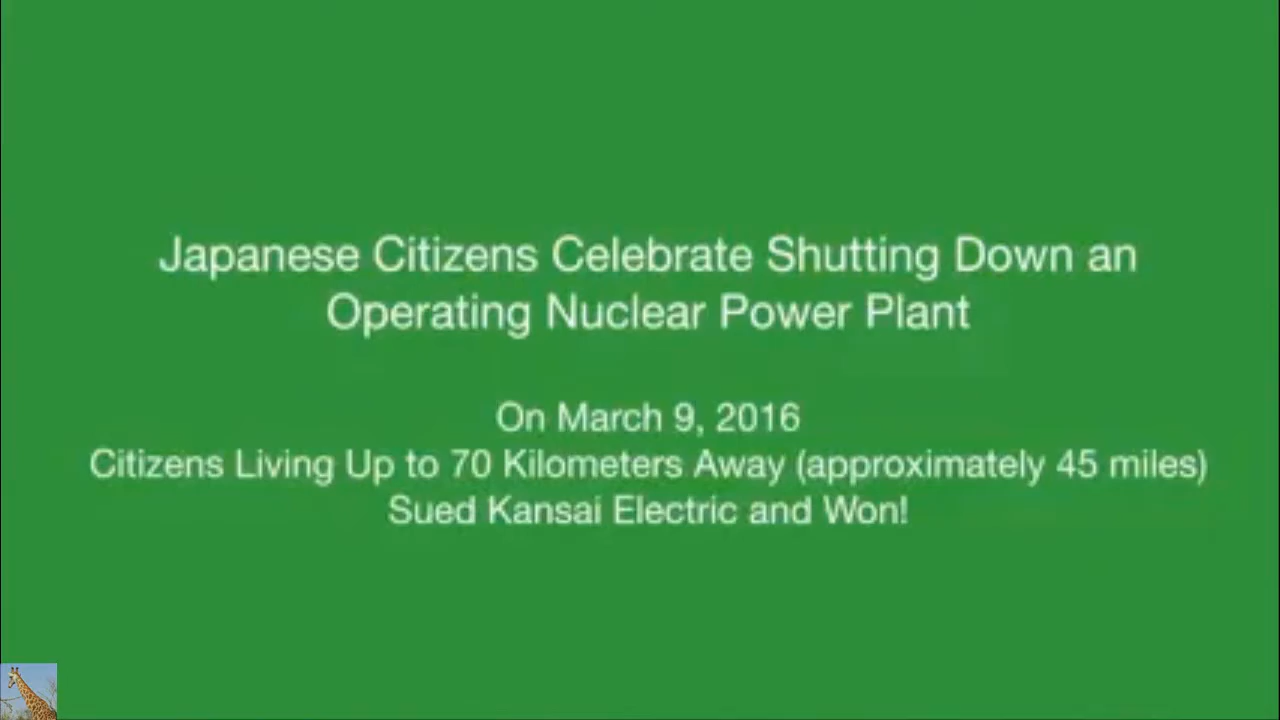 Japanese Citizens Celebrate Shutting Down an
Operating Nuclear Power Plant
On March 9, 2016
Citizens Living Up to 70 Kilometers Away (approximately 45 miles)
Sued Kansai Electric and Won!